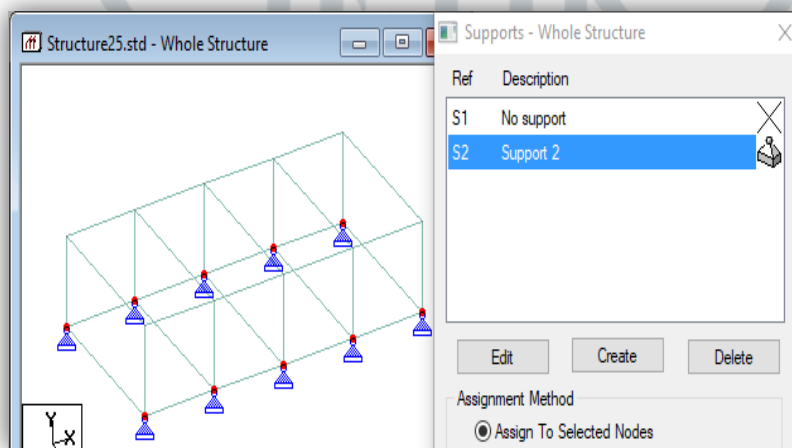 Structure25.std - Whole Structure
Supports - Whole Structure
Ref Description
S1 No support
S2 Support 2
Edit Create Delete
Assignment Method
Assign To Selected Nodes
Y
X